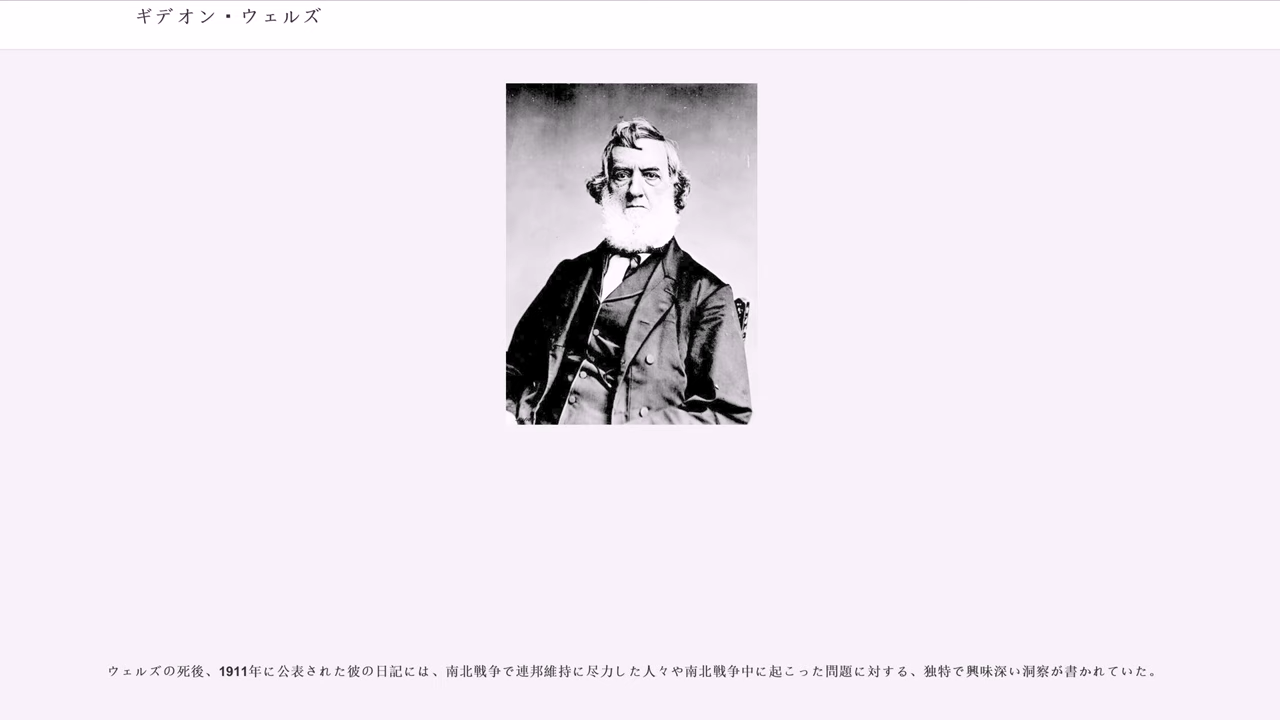 ギデオン・ウェルズ
ウェルズの死後、1911年に公表された彼の日記には、南北戦争で連邦維持に尽力した人々や南北戦争中に起こった問題に対する、独特で興味深い洞察が書かれていた。